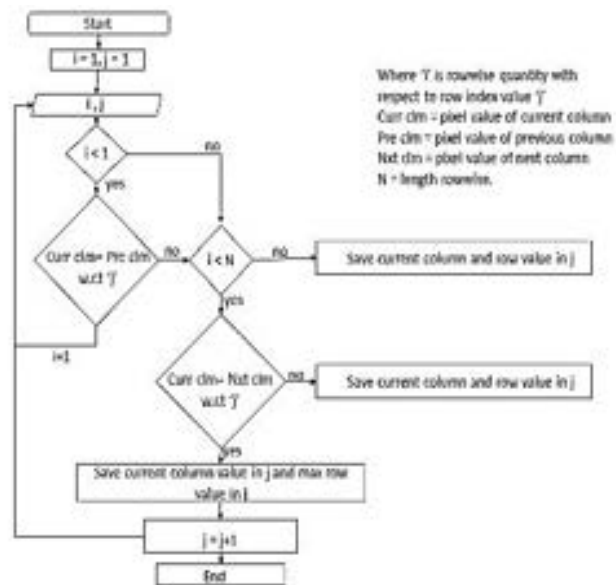 Start
i = 1, j = 1
i , j
i < 1
no
yes
Curr clm= Pre clm
w.r.t 'j'
no
i < N
no
Save current column and row value in j
yes
i=1
Curr clm= Nxt clm
w.r.t 'j'
no
Save current column and row value in j
yes
Save current column value in j and max row
value in j
j = j+1
End
Where 'i' is rowwise quantity with
respect to row index value 'j'
Curr clm = pixel value of current column
Pre clm = pixel value of previous column
Nxt clm = pixel value of next column
N = length rowwise.